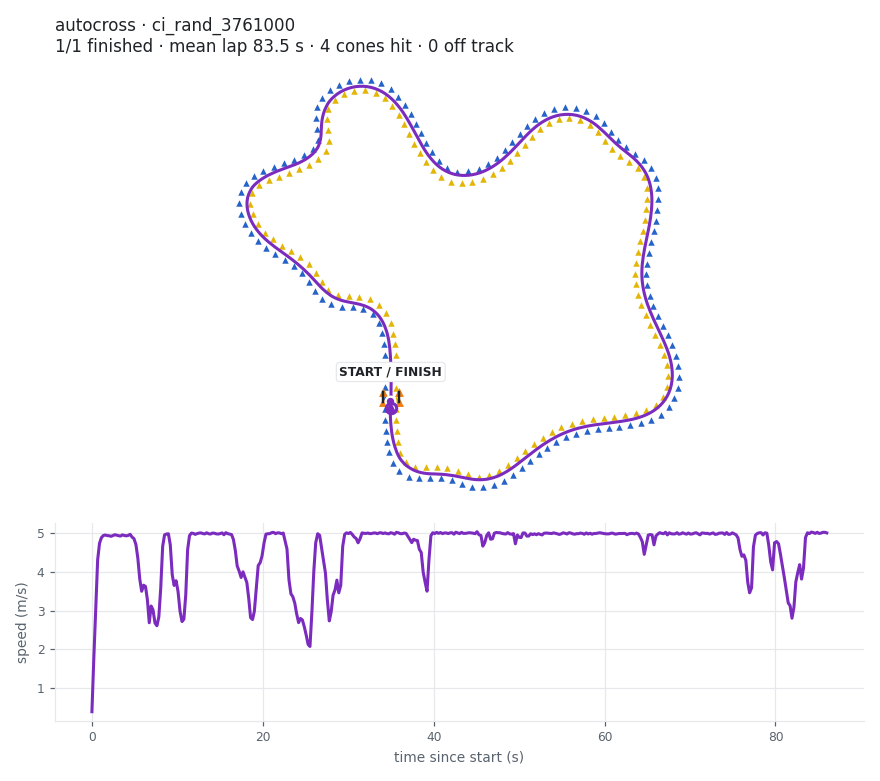 autocross · ci_rand_3761000
1/1 finished · mean lap 83.5 s · 4 cones hit · 0 off track
START / FINISH
5
4
3
2
1
speed (m/s)
0 20 40 60 80
time since start (s)